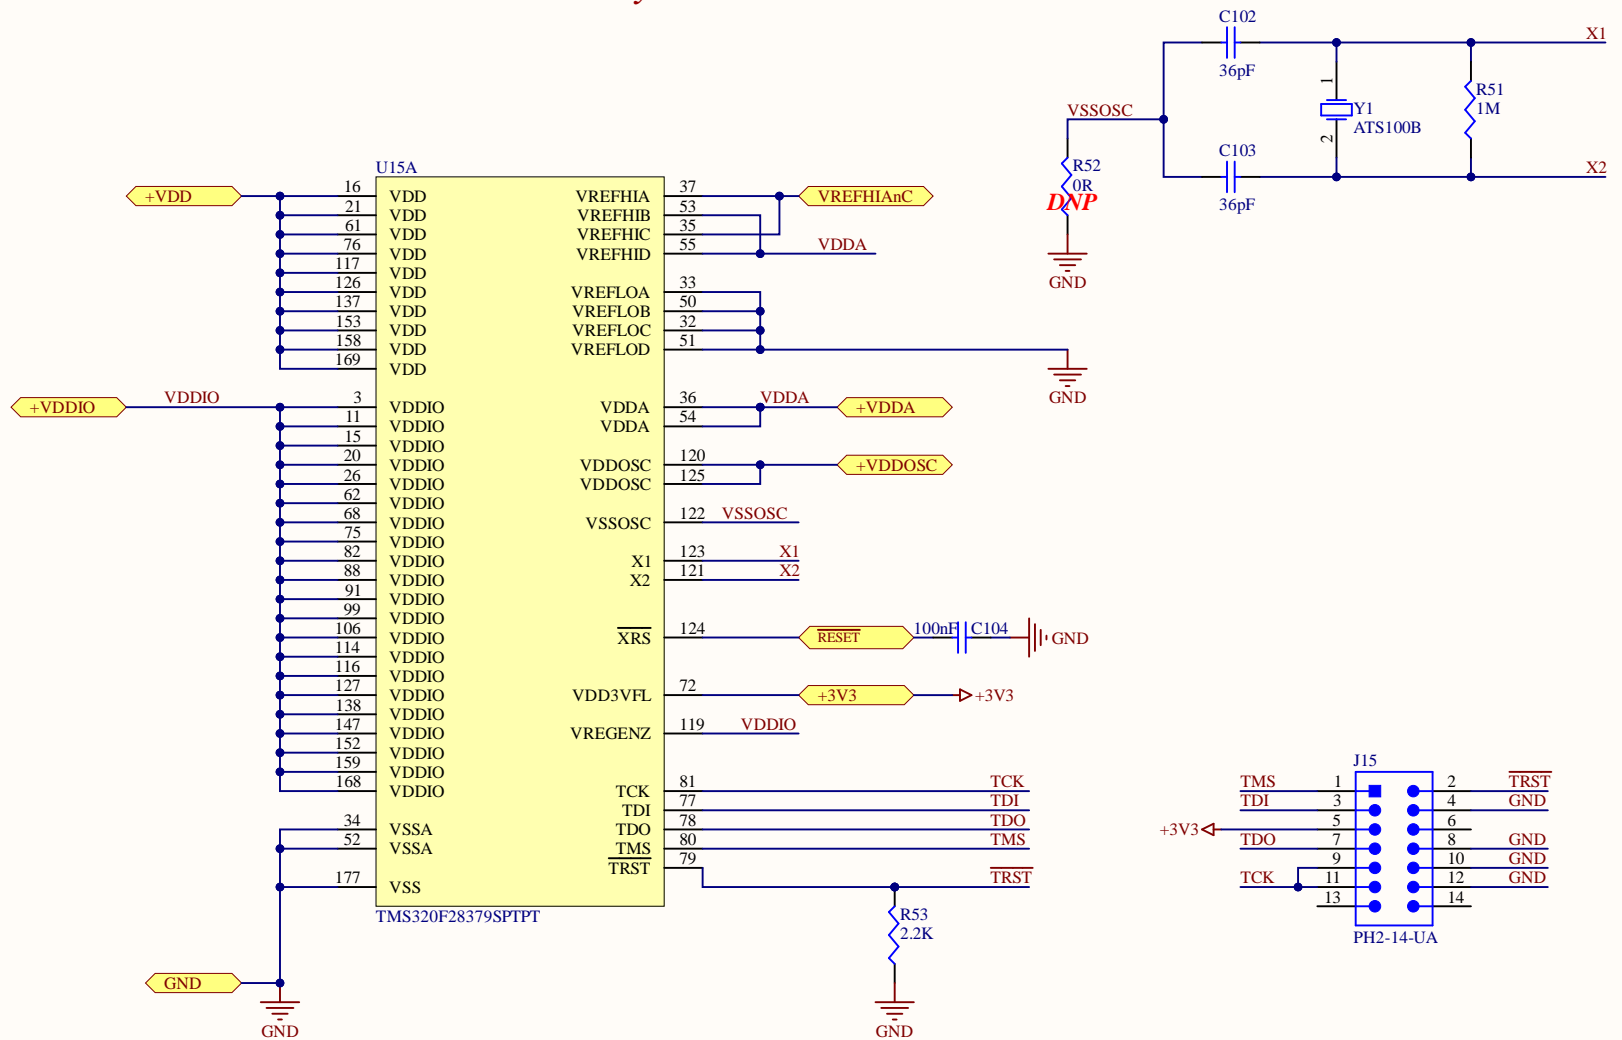 y
C102
36pF
X1
1
Y1
ATS100B
2
R51
1M
VSSOSC
R52
0R
DNP
GND
C103
36pF
X2
U15A
+VDD
16 VDD VREFHIA 37 VREFHIAnC
21 VDD VREFHIB 53
61 VDD VREFHIC 35
76 VDD VREFHID 55 VDDA
117 VDD
126 VDD VREFLOA 33
137 VDD VREFLOB 50
153 VDD VREFLOC 32
158 VDD VREFLOD 51
169 VDD
GND
+VDDIO VDDIO 3 VDDIO VDDA 36 VDDA +VDDA
11 VDDIO VDDA 54
15 VDDIO
20 VDDIO VDDOSC 120 +VDDOSC
26 VDDIO VDDOSC 125
62 VDDIO
68 VDDIO VSSOSC 122 VSSOSC
75 VDDIO
82 VDDIO X1 123 X1
88 VDDIO X2 121 X2
91 VDDIO
99 VDDIO
106 VDDIO XRS 124 RESET 100nF C104 GND
114 VDDIO
116 VDDIO
127 VDDIO VDD3VFL 72 +3V3 +3V3
138 VDDIO
147 VDDIO VREGENZ 119 VDDIO
152 VDDIO
159 VDDIO
168 VDDIO TCK 81 TCK
TDI 77 TDI
34 VSSA TDO 78 TDO
52 VSSA TMS 80 TMS
TRST 79
177 VSS TRST
TMS320F28379SPTPT
R53
2.2K
GND
GND
GND
J15
TMS 1 2 TRST
TDI 3 4 GND
+3V3 5 6
TDO 7 8 GND
9 10 GND
TCK 11 12 GND
13 14
PH2-14-UA